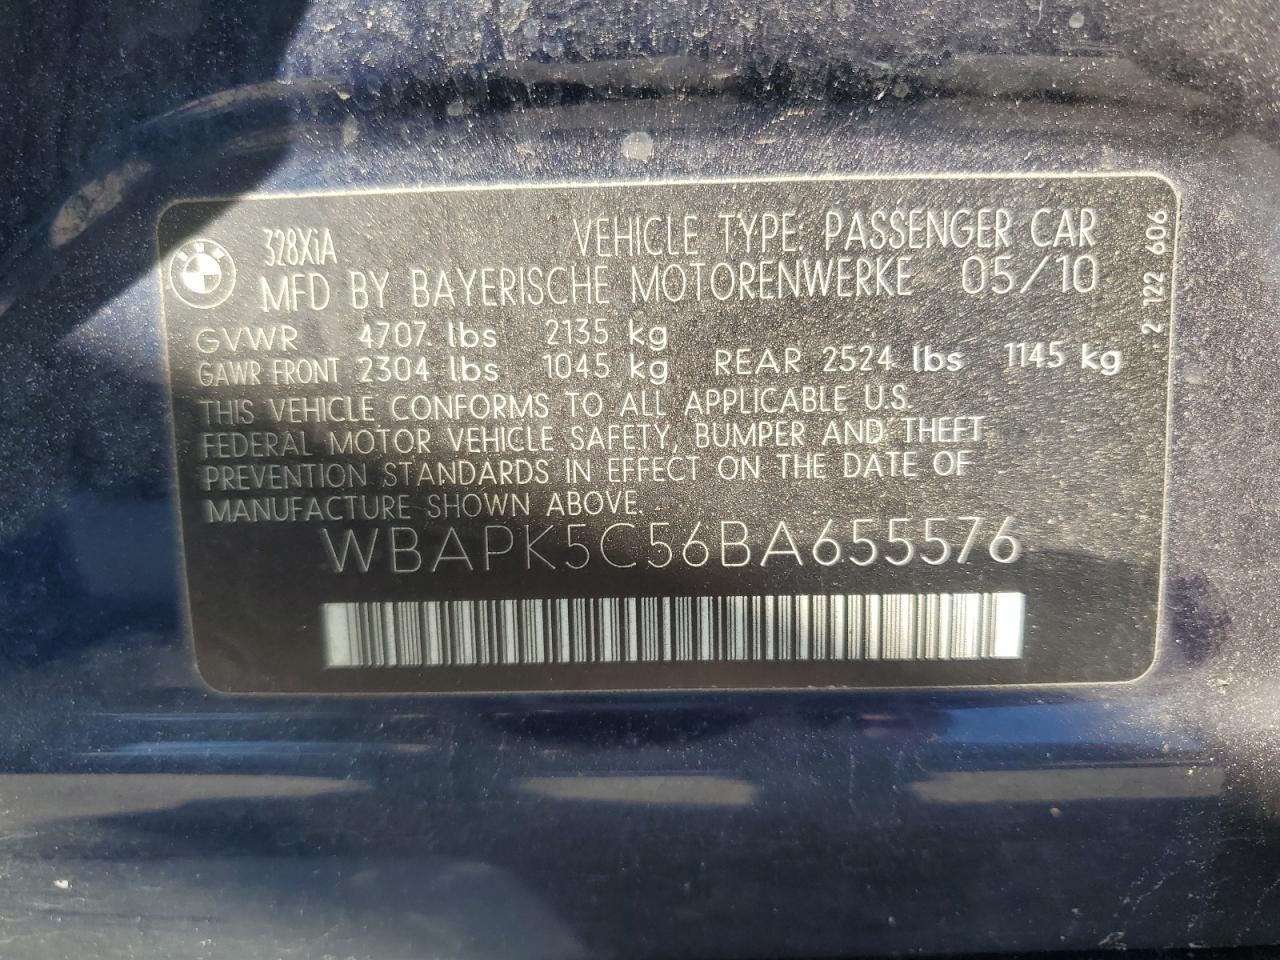 328XiA VEHICLE TYPE: PASSENGER CAR
MFD BY BAYERISCHE MOTORENWERKE 05/10
GVWR 4707 lbs 2135 kg
GAWR FRONT 2304 lbs 1045 kg REAR 2524 lbs 1145 kg
THIS VEHICLE CONFORMS TO ALL APPLICABLE U.S.
FEDERAL MOTOR VEHICLE SAFETY, BUMPER AND THEFT
PREVENTION STANDARDS IN EFFECT ON THE DATE OF
MANUFACTURE SHOWN ABOVE.
WBAPK5C56BA655576
2 122 606